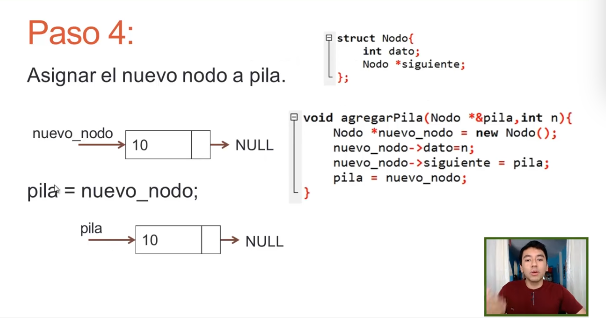 Paso 4:
Asignar el nuevo nodo a pila.
nuevo_nodo
10
NULL
pila = nuevo_nodo;
pila
10
NULL
struct Nodo{
int dato;
Nodo *siguiente;
};
void agregarPila(Nodo *&pila,int n){
Nodo *nuevo_nodo = new Nodo();
nuevo_nodo->dato=n;
nuevo_nodo->siguiente = pila;
pila = nuevo_nodo;
}